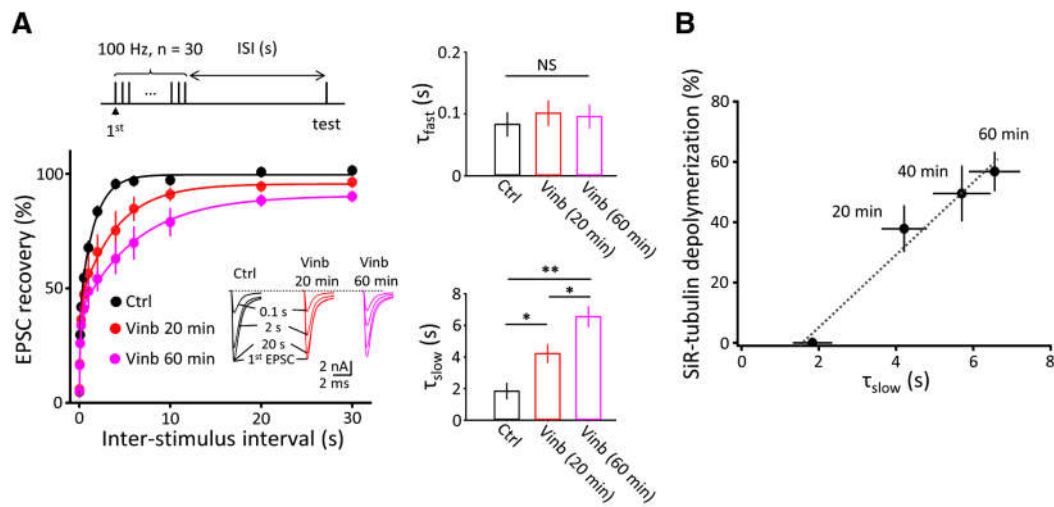 A
100 Hz, n = 30
ISI (s)
...
1st
test
EPSC recovery (%)
100
50
0
0
10
20
30
Inter-stimulus interval (s)
Ctrl
Vinb 20 min
Vinb 60 min
Ctrl
Vinb
20 min
Vinb
60 min
0.1 s
2 s
20 s
1st EPSC
2 nA
2 ms
τfast (s)
0.2
0.1
0
NS
Ctrl
Vinb (20 min)
Vinb (60 min)
τslow (s)
8
6
4
2
0
**
*
*
Ctrl
Vinb (20 min)
Vinb (60 min)
B
SiR-tubulin depolymerization (%)
80
60
40
20
0
60 min
40 min
20 min
0
2
4
6
8
τslow (s)